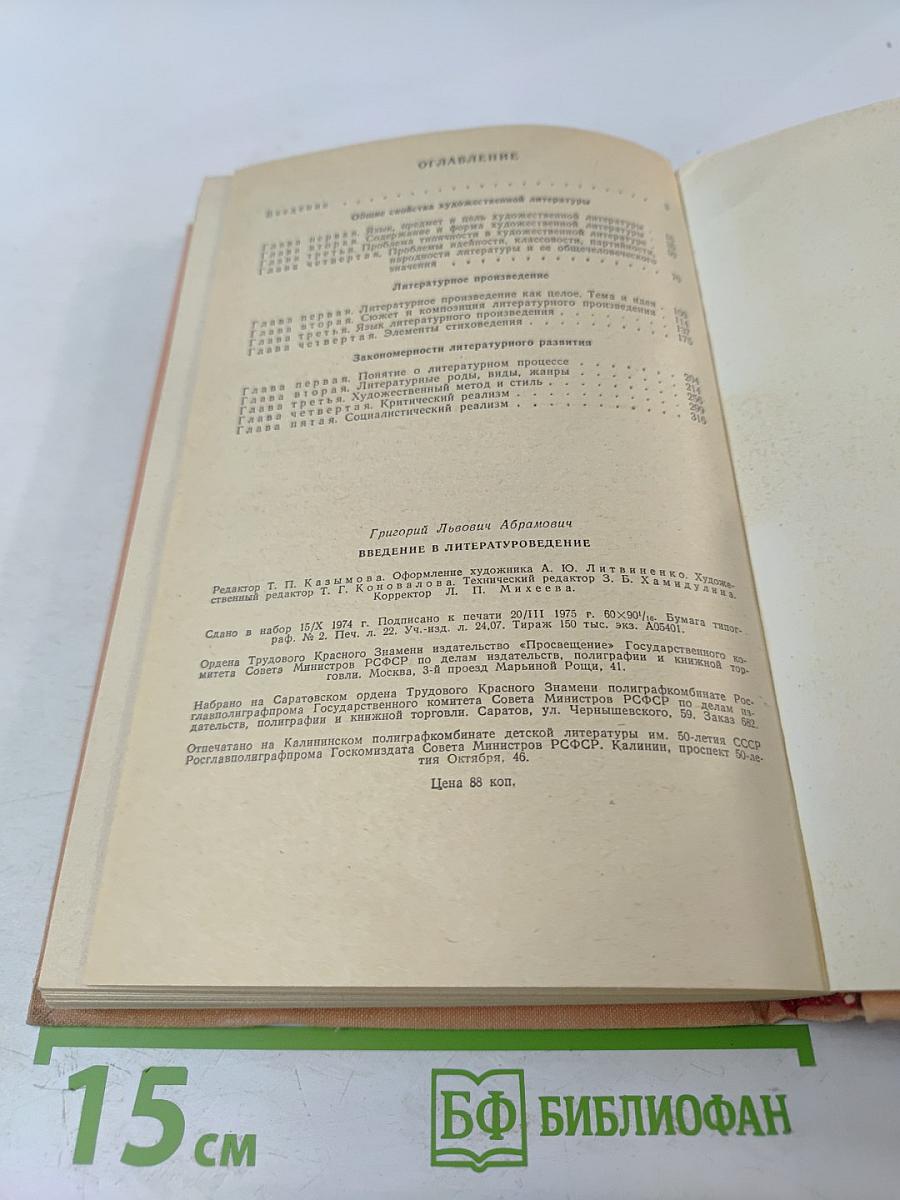 ОГЛАВЛЕНИЕ
Введение . . . . . . . . . . . . . . . . . .
Общие свойства художественной литературы
Глава первая. Язык, предмет и цель художественной литературы .
Глава вторая. Содержание и форма художественной литературы .
Глава третья. Проблема типичности в художественной литературе .
Глава четвертая. Проблемы идейности, классовости, партийности,
народности литературы и ее общечеловеческого
значения . . . . . . . . . . . . . 70
Литературное произведение
Глава первая. Литературное произведение как целое. Тема и идея .
Глава вторая. Сюжет и композиция литературного произведения . 114
Глава третья. Язык литературного произведения . . . . . . 137
Глава четвертая. Элементы стиховедения . . . . . . . . 175
Закономерности литературного развития
Глава первая. Понятие о литературном процессе . . . . . . 204
Глава вторая. Литературные роды, виды, жанры . . . . . . 214
Глава третья. Художественный метод и стиль . . . . . . . 256
Глава четвертая. Критический реализм . . . . . . . . . 299
Глава пятая. Социалистический реализм . . . . . . . . . 316
Григорий Львович Абрамович
ВВЕДЕНИЕ В ЛИТЕРАТУРОВЕДЕНИЕ
Редактор Т. П. Казымова. Оформление художника А. Ю. Литвиненко. Художе-
ственный редактор Т. Г. Коновалова. Технический редактор З. Б. Хамидулина.
Корректор Л. П. Михеева.
Сдано в набор 15/X 1974 г. Подписано к печати 20/III 1975 г. 60×90¹/₁₆. Бумага типог-
раф. № 2. Печ. л. 22. Уч.-изд. л. 24,07. Тираж 150 тыс. экз. А05401.
Ордена Трудового Красного Знамени издательство «Просвещение» Государственного ко-
митета Совета Министров РСФСР по делам издательств, полиграфии и книжной тор-
говли. Москва, 3-й проезд Марьиной Рощи, 41.
Набрано на Саратовском ордена Трудового Красного Знамени полиграфкомбинате Рос-
главполиграфпрома Государственного комитета Совета Министров РСФСР по делам из-
дательств, полиграфии и книжной торговли. Саратов, ул. Чернышевского, 59. Заказ 682.
Отпечатано на Калининском полиграфкомбинате детской литературы им. 50-летия СССР
Росглавполиграфпрома Госкомиздата Совета Министров РСФСР. Калинин, проспект 50-ле-
тия Октября, 46.
Цена 88 коп.
15 см
БФ БИБЛИОФАН